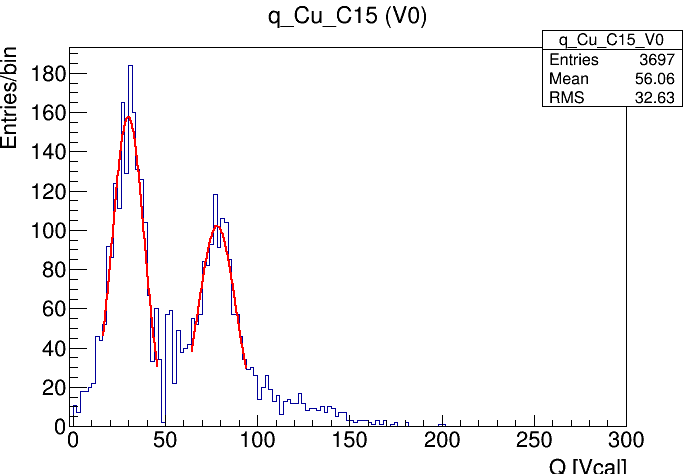 q_Cu_C15 (V0)
q_Cu_C15_V0
Entries 3697
Mean 56.06
RMS 32.63
Entries/bin
180
160
140
120
100
80
60
40
20
0
0 50 100 150 200 250 300
Q [Vcal]